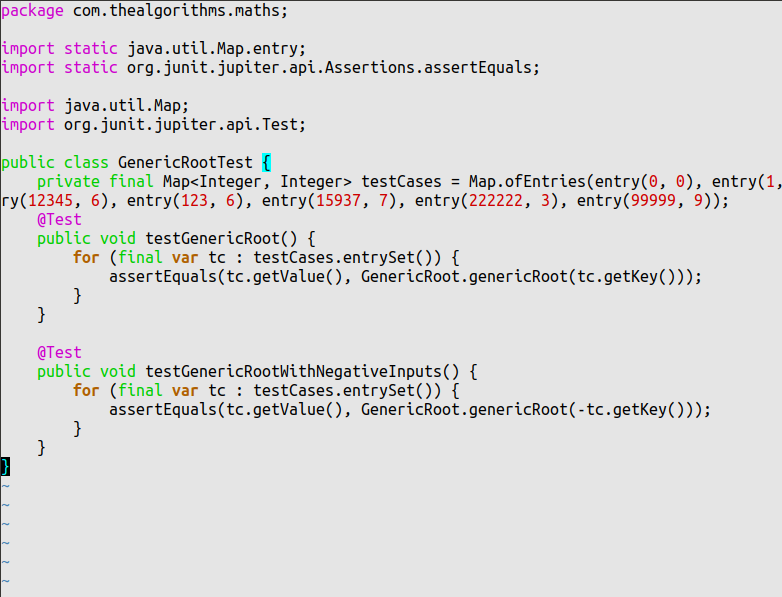 package com.thealgorithms.maths;
import static java.util.Map.entry;
import static org.junit.jupiter.api.Assertions.assertEquals;
import java.util.Map;
import org.junit.jupiter.api.Test;
public class GenericRootTest {
    private final Map<Integer, Integer> testCases = Map.ofEntries(entry(0, 0), entry(1,
ry(12345, 6), entry(123, 6), entry(15937, 7), entry(222222, 3), entry(99999, 9));
    @Test
    public void testGenericRoot() {
        for (final var tc : testCases.entrySet()) {
            assertEquals(tc.getValue(), GenericRoot.genericRoot(tc.getKey()));
        }
    }
    @Test
    public void testGenericRootWithNegativeInputs() {
        for (final var tc : testCases.entrySet()) {
            assertEquals(tc.getValue(), GenericRoot.genericRoot(-tc.getKey()));
        }
    }
}
~
~
~
~
~
~